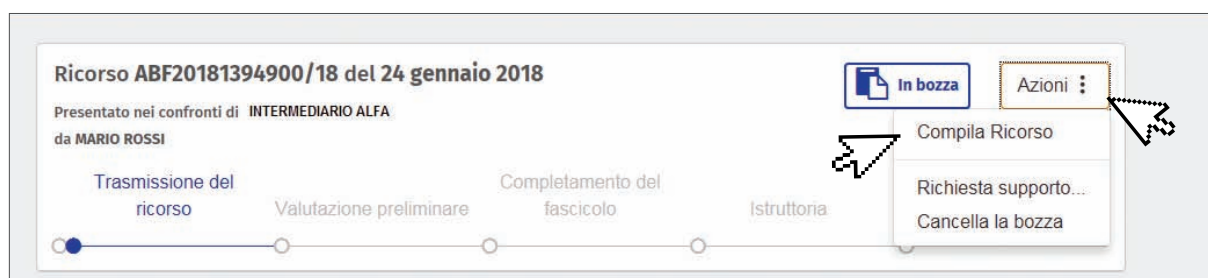 Ricorso ABF20181394900/18 del 24 gennaio 2018
In bozza
Azioni
Presentato nei confronti di INTERMEDIARIO ALFA
da MARIO ROSSI
Compila Ricorso
Richiesta supporto...
Cancella la bozza
Trasmissione del
ricorso
Valutazione preliminare
Completamento del
fascicolo
Istruttoria